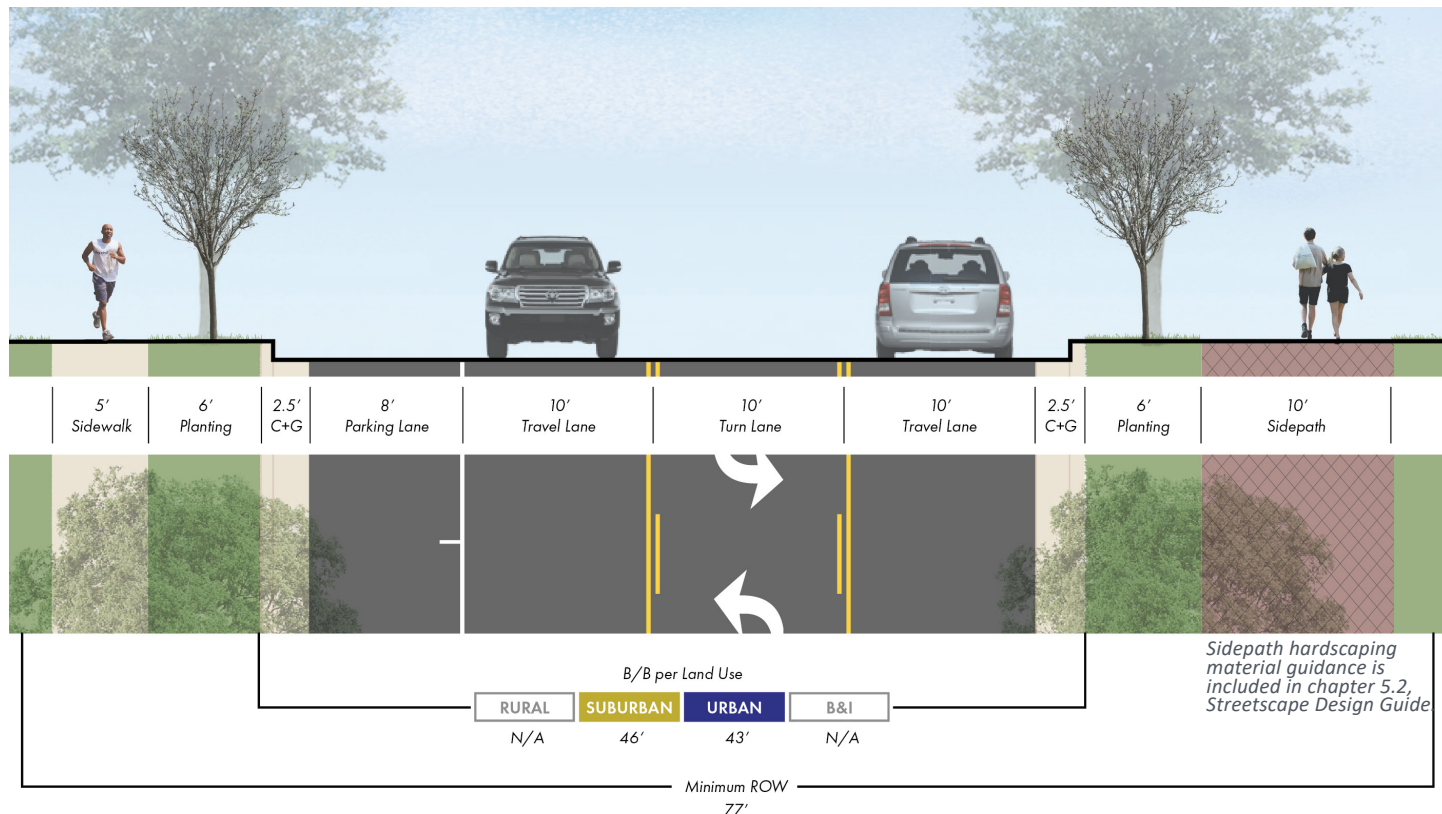 5’
Sidewalk
6’
Planting
2.5’
C+G
8’
Parking Lane
10’
Travel Lane
10’
Turn Lane
10’
Travel Lane
2.5’
C+G
6’
Planting
10’
Sidepath
Sidepath hardscaping
material guidance is
included in chapter 5.2,
Streetscape Design Guide.
B/B per Land Use
RURAL
SUBURBAN
URBAN
B&I
N/A
46’
43’
N/A
Minimum ROW
77’